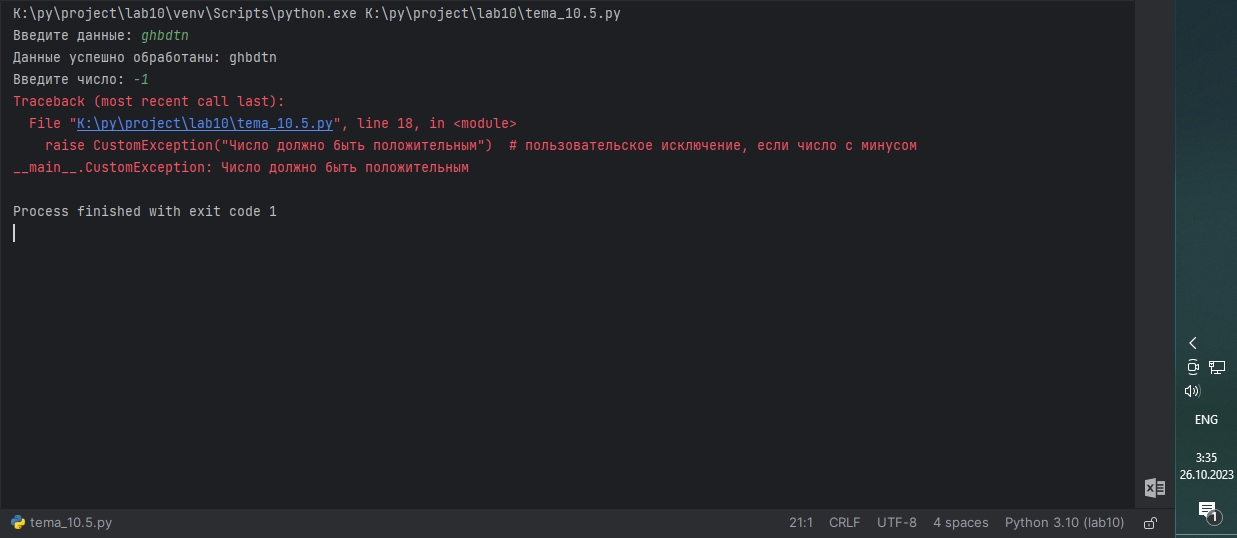 K:\py\project\lab10\venv\Scripts\python.exe K:\py\project\lab10\tema_10.5.py
Введите данные: ghbdtn
Данные успешно обработаны: ghbdtn
Введите число: -1
Traceback (most recent call last):
  File "K:\py\project\lab10\tema_10.5.py", line 18, in <module>
    raise CustomException("Число должно быть положительным")  # пользовательское исключение, если число с минусом
__main__.CustomException: Число должно быть положительным
Process finished with exit code 1
ENG
3:35
26.10.2023
1
tema_10.5.py 21:1 CRLF UTF-8 4 spaces Python 3.10 (lab10)